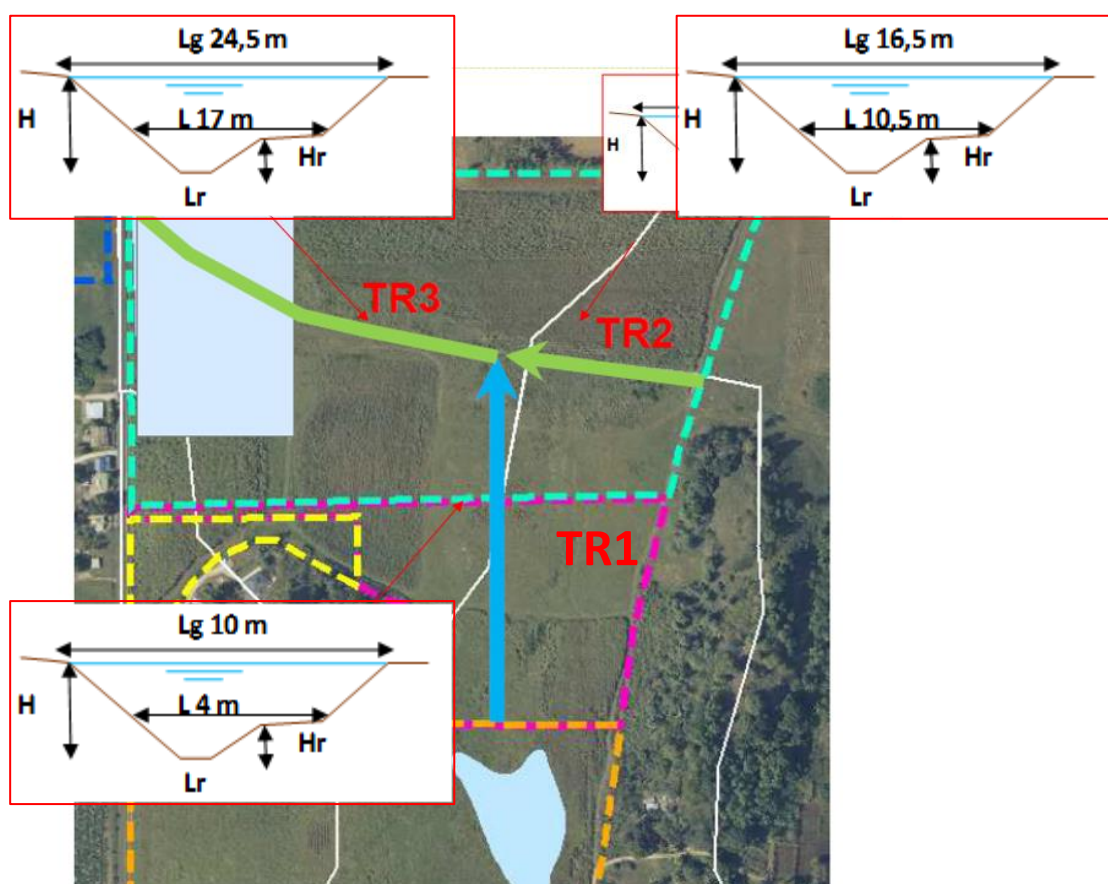 Lg 24,5 m
H
L 17 m
Hr
Lr
H
Lg 16,5 m
H
L 10,5 m
Hr
Lr
TR3
TR2
TR1
Lg 10 m
H
L 4 m
Hr
Lr